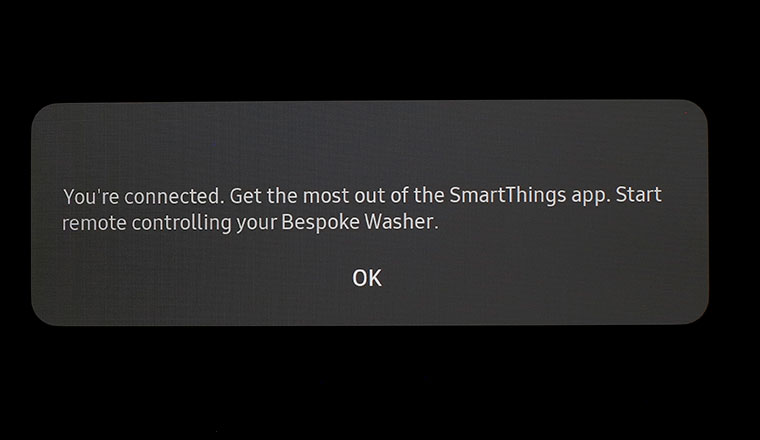 You're connected. Get the most out of the SmartThings app. Start
remote controlling your Bespoke Washer.
OK